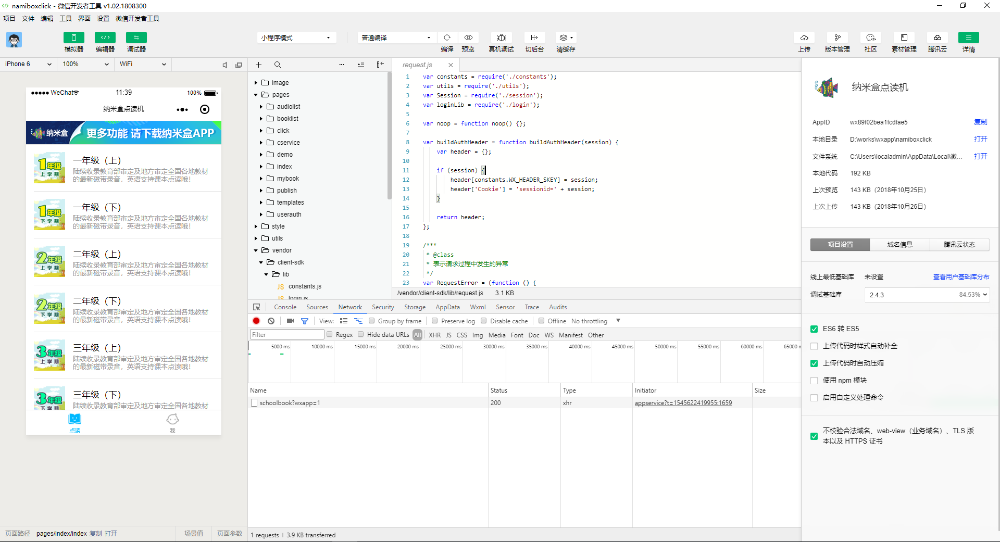 namiboxclick - 微信开发者工具 v1.02.1808300
项目 文件 编辑 工具 界面 设置 微信开发者工具
模拟器 编辑器 调试器
小程序模式
普通编译
编译 预览 真机调试 切后台 清缓存
上传 版本管理 社区 素材管理 腾讯云 详情
iPhone 6 100% WiFi
WeChat 11:39 100%
纳米盒点读机
纳米盒 更多功能 请下载纳米盒APP
1年级
上学期
一年级（上）
陆续收录教育部审定及地方审定全国各地教材
的最新磁带录音，英语支持课本点读哦!
1年级
下学期
一年级（下）
陆续收录教育部审定及地方审定全国各地教材
的最新磁带录音，英语支持课本点读哦!
2年级
上学期
二年级（上）
陆续收录教育部审定及地方审定全国各地教材
的最新磁带录音，英语支持课本点读哦!
2年级
下学期
二年级（下）
陆续收录教育部审定及地方审定全国各地教材
的最新磁带录音，英语支持课本点读哦!
3年级
上学期
三年级（上）
陆续收录教育部审定及地方审定全国各地教材
的最新磁带录音，英语支持课本点读哦!
3年级
下学期
三年级（下）
陆续收录教育部审定及地方审定全国各地教材
点读 我
页面路径 pages/index/index 复制 打开 场景值 页面参数
image
pages
audiolist
booklist
click
cservice
demo
index
mybook
publish
templates
userauth
style
utils
vendor
client-sdk
lib
JS constants.js
JS login.js
request.js
1 var constants = require('./constants');
2 var utils = require('./utils');
3 var Session = require('./session');
4 var loginLib = require('./login');
5
6 var noop = function noop() {};
7
8 var buildAuthHeader = function buildAuthHeader(session) {
9 var header = {};
10
11 if (session) {
12 header[constants.WX_HEADER_SKEY] = session;
13 header['Cookie'] = 'sessionid=' + session;
14 }
15
16 return header;
17 };
18
19 /***
20 * @class
21 * 表示请求过程中发生的异常
22 */
23 var RequestError = (function () {
/vendor/client-sdk/lib/request.js 3.1 KB
Console Sources Network Security Storage AppData Wxml Sensor Trace Audits
View: Group by frame Preserve log Disable cache Offline No throttling
Filter Regex Hide data URLs All XHR JS CSS Img Media Font Doc WS Manifest Other
5000 ms 10000 ms 15000 ms 20000 ms 25000 ms 30000 ms 35000 ms 40000 ms 45000 ms 50000 ms 55000 ms 60000 ms 65000 m
Name Status Type Initiator Size
schoolbook?wxapp=1 200 xhr appservice?t=1545622419955:1659
1 requests | 3.9 KB transferred
纳米盒点读机
AppID wx89f02bea1fcdfae5 复制
本地目录 D:\works\wxapp\namiboxclick 打开
文件系统 C:\Users\localadmin\AppData\Local\微... 打开
本地代码 192 KB
上次预览 143 KB（2018年10月25日）
上次上传 143 KB（2018年10月26日）
项目设置 域名信息 腾讯云状态
线上最低基础库 未设置 查看用户基础库分布
调试基础库 2.4.3 84.53%
ES6 转 ES5
上传代码时样式自动补全
上传代码时自动压缩
使用 npm 模块
启用自定义处理命令
不校验合法域名、web-view（业务域名）、TLS 版
本以及 HTTPS 证书